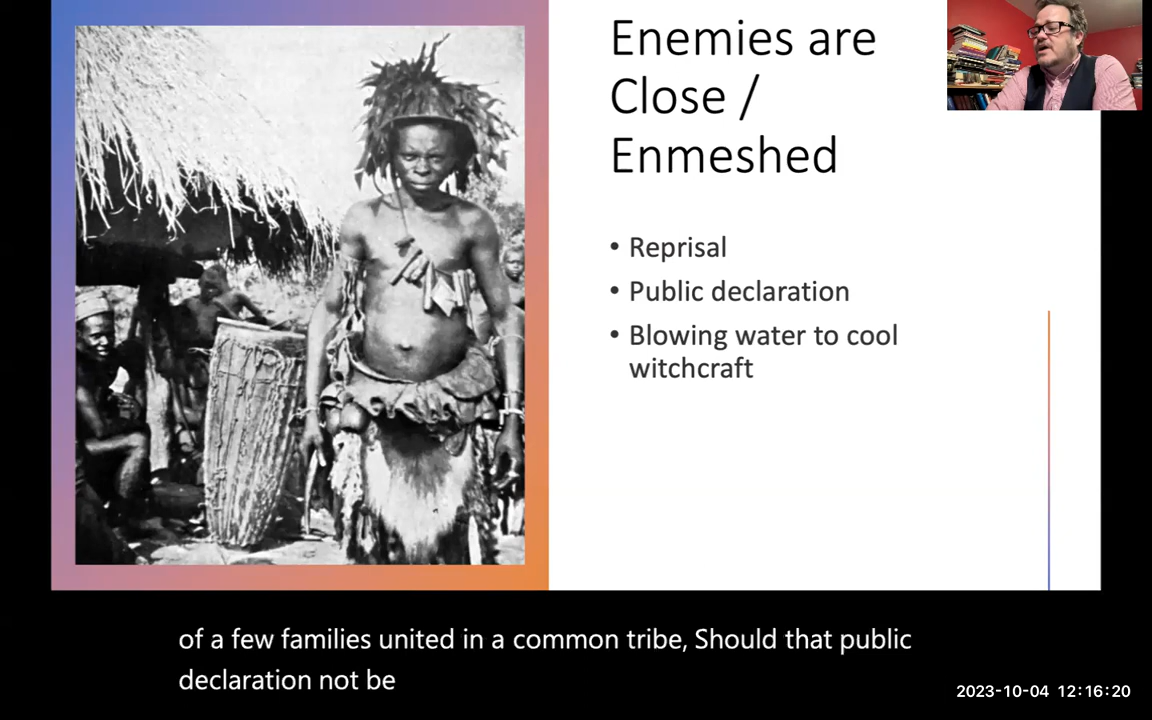 Enemies are
Close /
Enmeshed
• Reprisal
• Public declaration
• Blowing water to cool
witchcraft
of a few families united in a common tribe, Should that public
declaration not be
2023-10-04 12:16:20